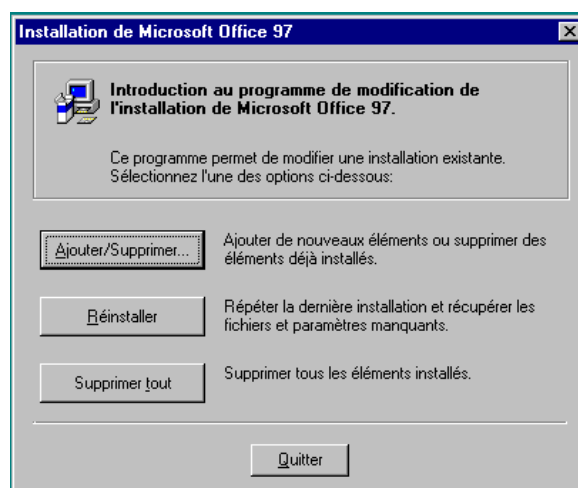 Installation de Microsoft Office 97
Introduction au programme de modification de
l'installation de Microsoft Office 97.
Ce programme permet de modifier une installation existante.
Sélectionnez l'une des options ci-dessous:
Ajouter/Supprimer...
Ajouter de nouveaux éléments ou supprimer des
éléments déjà installés.
Réinstaller
Répéter la dernière installation et récupérer les
fichiers et paramètres manquants.
Supprimer tout
Supprimer tous les éléments installés.
Quitter